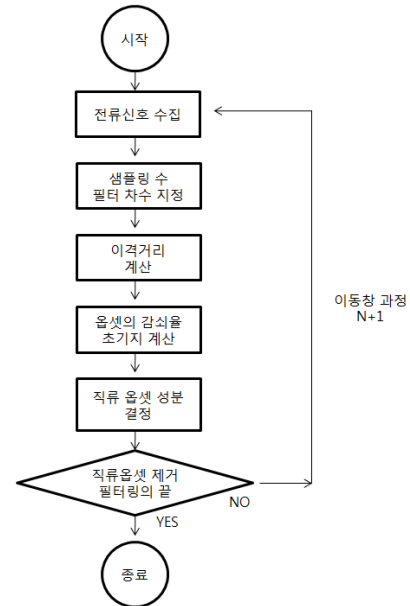 시작
전류신호 수집
샘플링 수
필터 차수 지정
이격거리
계산
옵셋의 감쇠율
초기지 계산
직류 옵셋 성분
결정
이동창 과정
N+1
직류옵셋 제거
필터링의 끝
NO
YES
종료